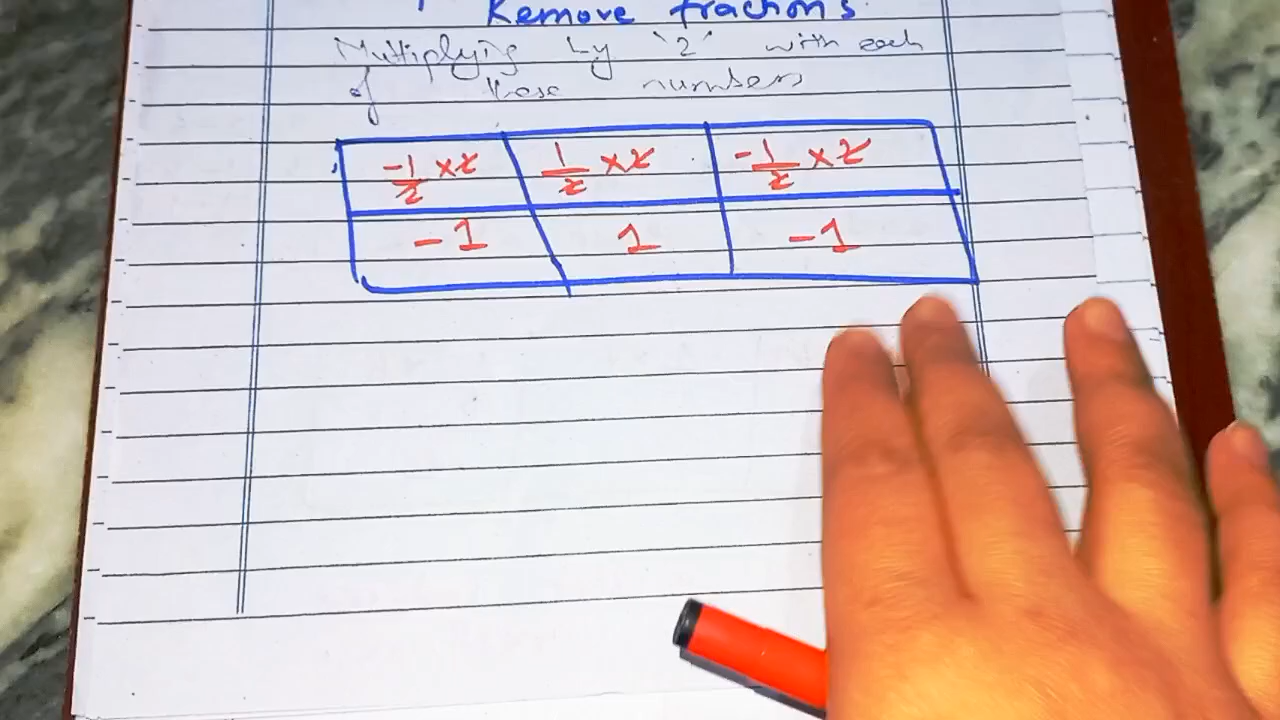 Remove fractions.
Multiplying by '2' with each
of these numbers
-1/2 ×2 1/2 ×2 -1/2 ×2
-1 1 -1